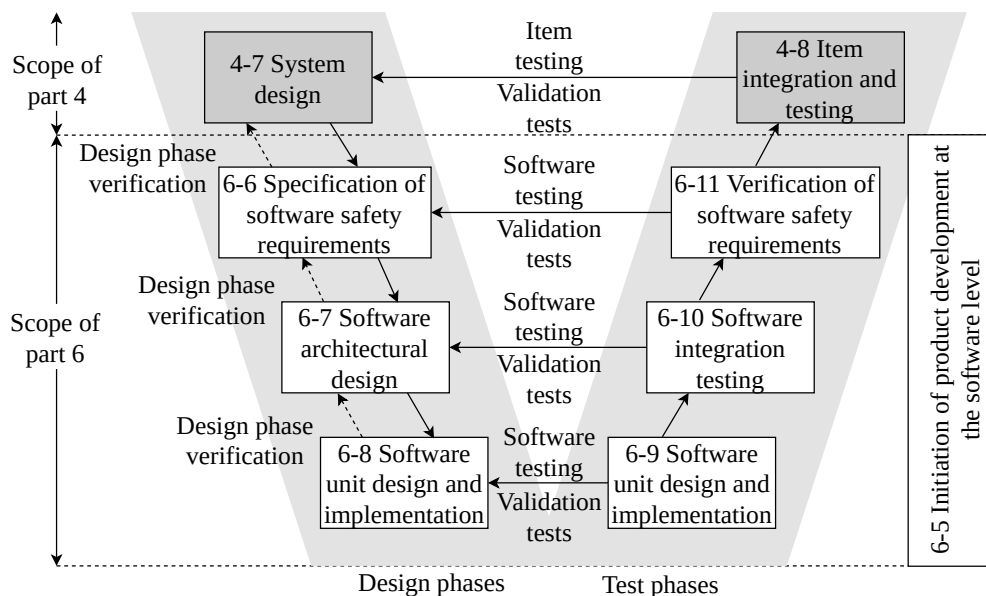 Scope of
part 4
4-7 System
design
Item
testing
Validation
tests
4-8 Item
integration and
testing
Design phase
verification
6-6 Specification of
software safety
requirements
Software
testing
Validation
tests
6-11 Verification of
software safety
requirements
Scope of
part 6
Design phase
verification
6-7 Software
architectural
design
Software
testing
Validation
tests
6-10 Software
integration
testing
Design phase
verification
6-8 Software
unit design and
implementation
Software
testing
Validation
tests
6-9 Software
unit design and
implementation
6-5 Initiation of product development at
the software level
Design phases
Test phases